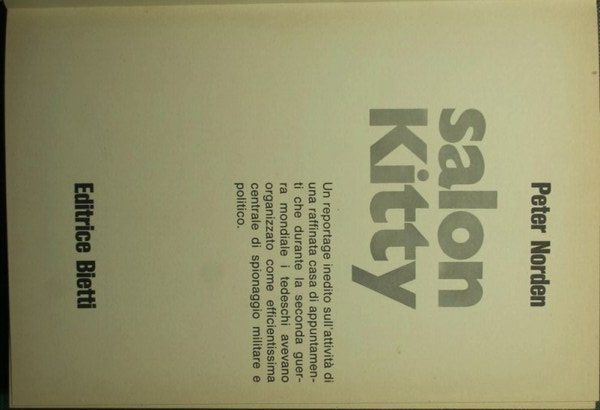 Peter Norden
salon
Kitty
Un reportage inedito sull'attività di
una raffinata casa di appuntamen-
ti che durante la seconda guer-
ra mondiale i tedeschi avevano
organizzato come efficientissima
centrale di spionaggio militare e
politico.
Editrice Bietti